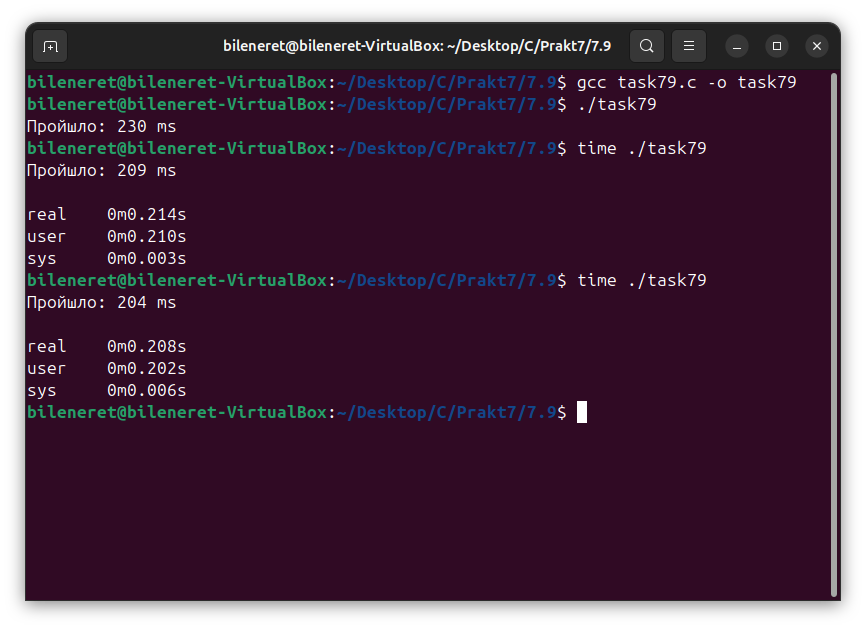 bileneret@bileneret-VirtualBox: ~/Desktop/C/Prakt7/7.9
bileneret@bileneret-VirtualBox:~/Desktop/C/Prakt7/7.9$ gcc task79.c -o task79
bileneret@bileneret-VirtualBox:~/Desktop/C/Prakt7/7.9$ ./task79
Пройшло: 230 ms
bileneret@bileneret-VirtualBox:~/Desktop/C/Prakt7/7.9$ time ./task79
Пройшло: 209 ms
real    0m0.214s
user    0m0.210s
sys     0m0.003s
bileneret@bileneret-VirtualBox:~/Desktop/C/Prakt7/7.9$ time ./task79
Пройшло: 204 ms
real    0m0.208s
user    0m0.202s
sys     0m0.006s
bileneret@bileneret-VirtualBox:~/Desktop/C/Prakt7/7.9$